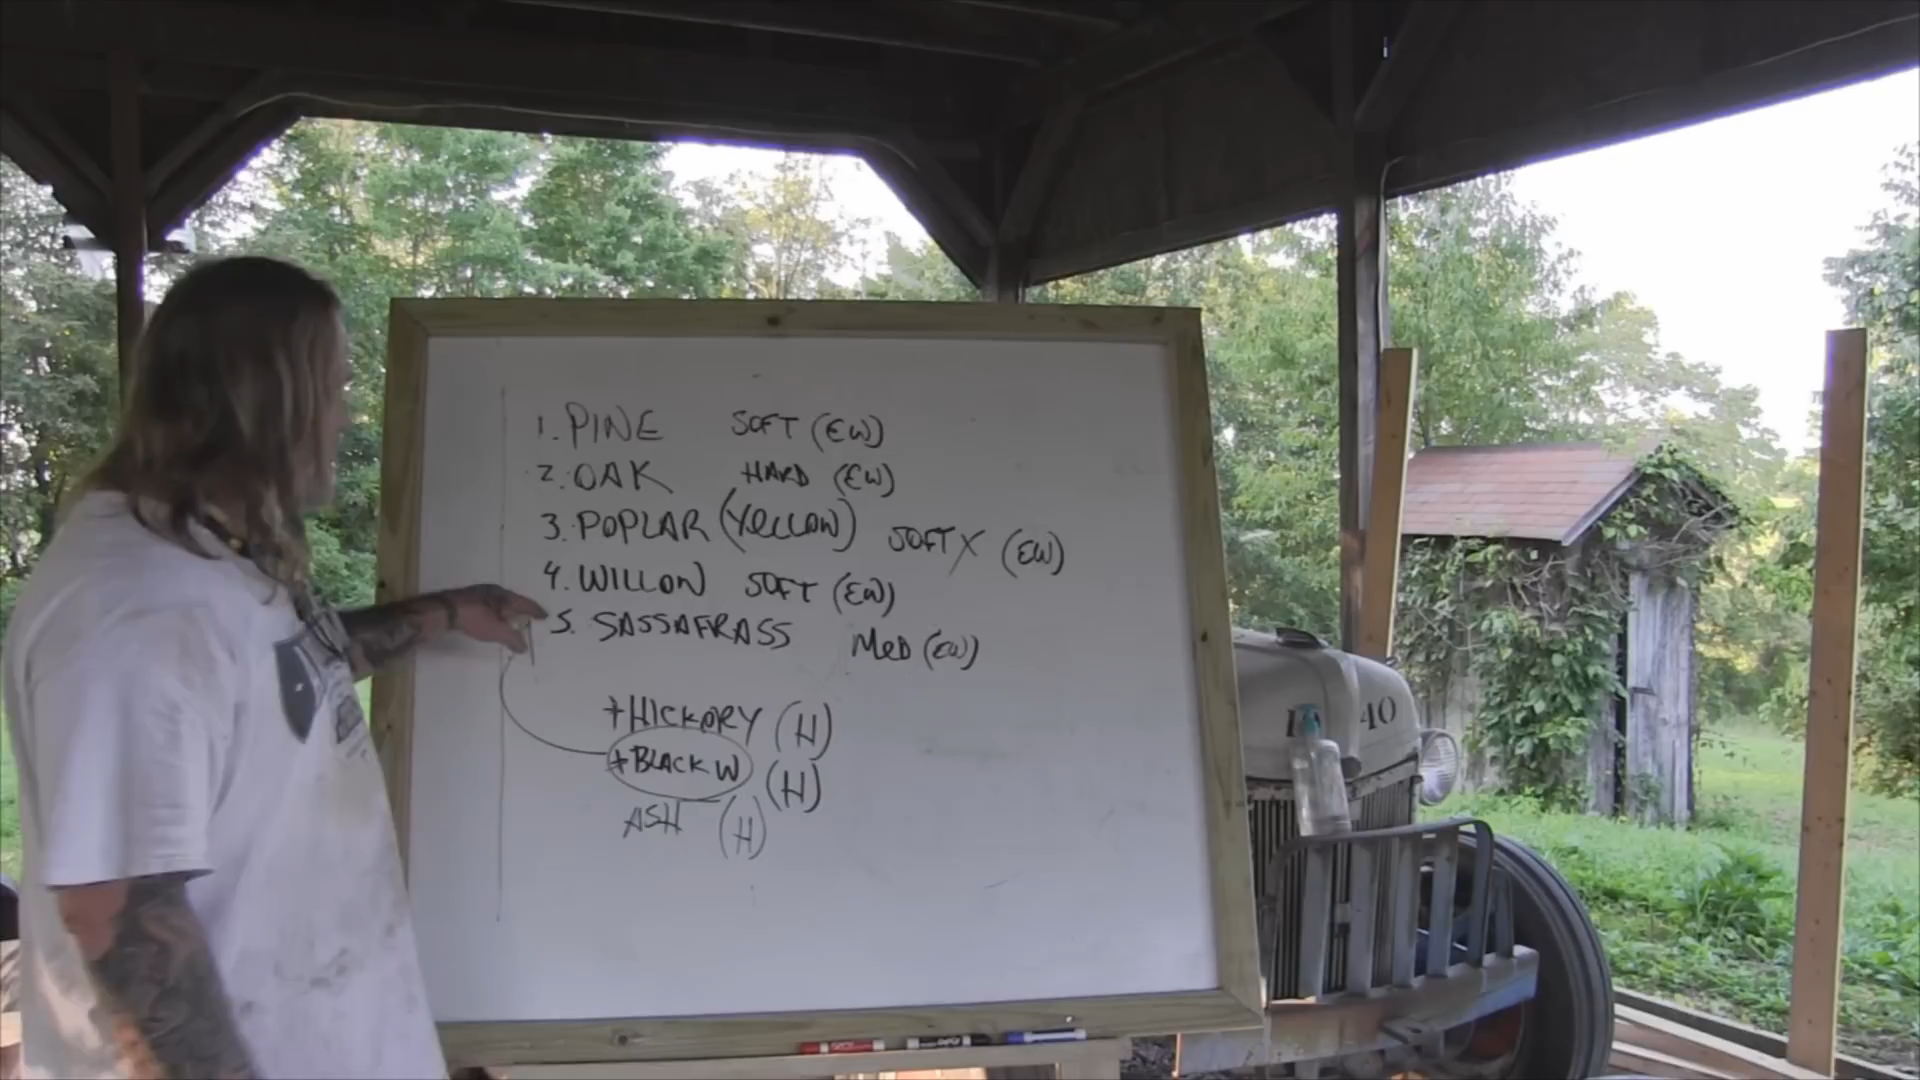 1. PINE SOFT (EW)
2. OAK HARD (EW)
3. POPLAR (YELLOW) SOFT X (EW)
4. WILLOW SOFT (EW)
5. SASSAFRASS MED (EW)
+HICKORY (H)
+BLACK W (H)
ASH (H)
40